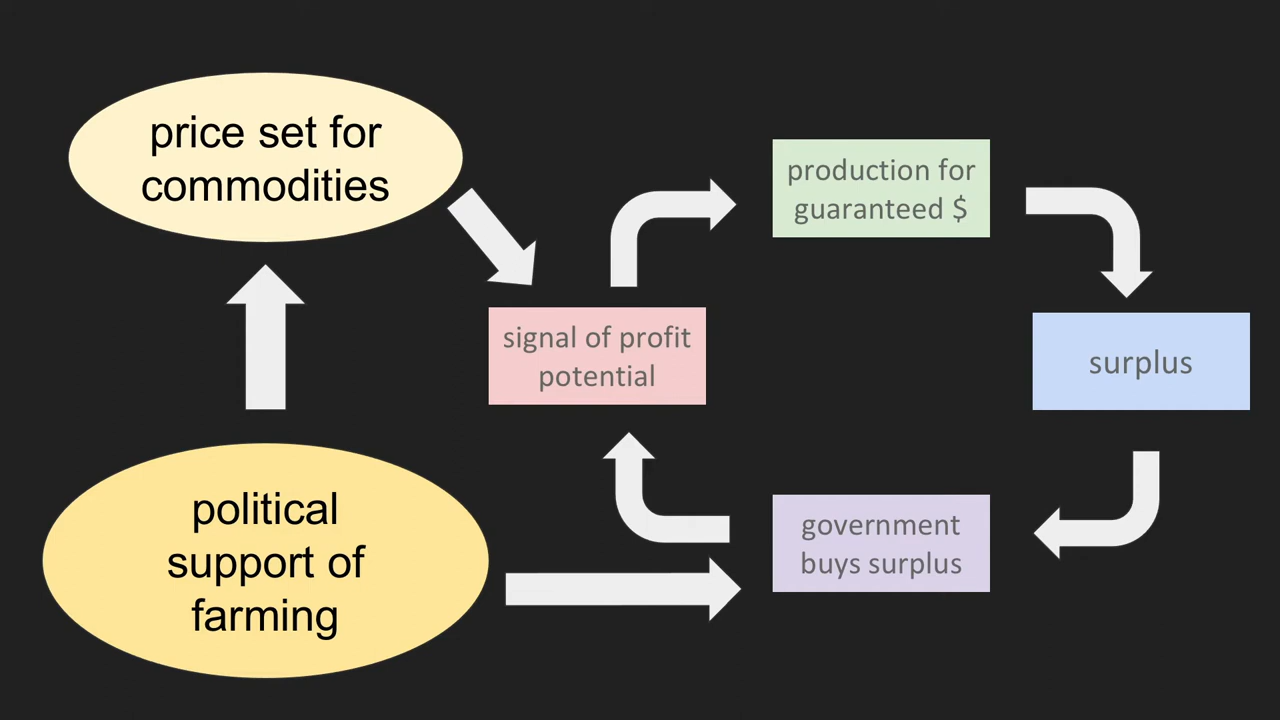 price set for
commodities
production for
guaranteed $
signal of profit
potential
surplus
political
support of
farming
government
buys surplus